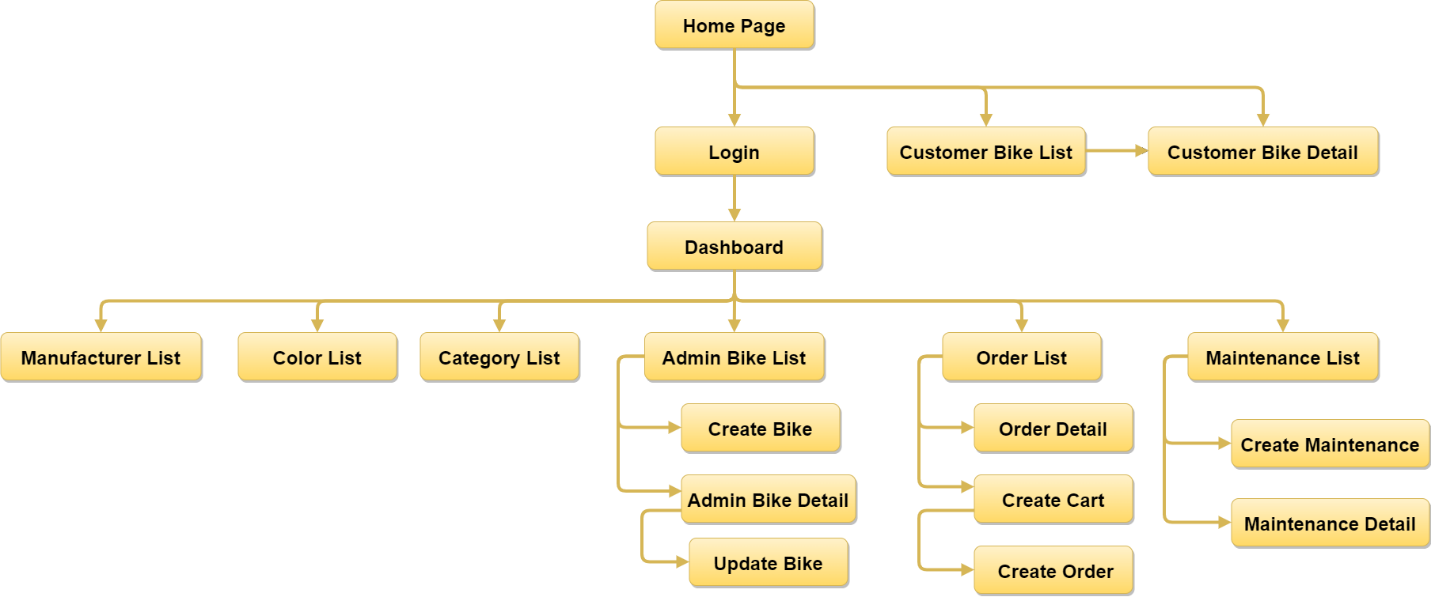 Home Page
Login
Customer Bike List
Customer Bike Detail
Dashboard
Manufacturer List
Color List
Category List
Admin Bike List
Order List
Maintenance List
Create Bike
Order Detail
Create Maintenance
Admin Bike Detail
Create Cart
Maintenance Detail
Update Bike
Create Order